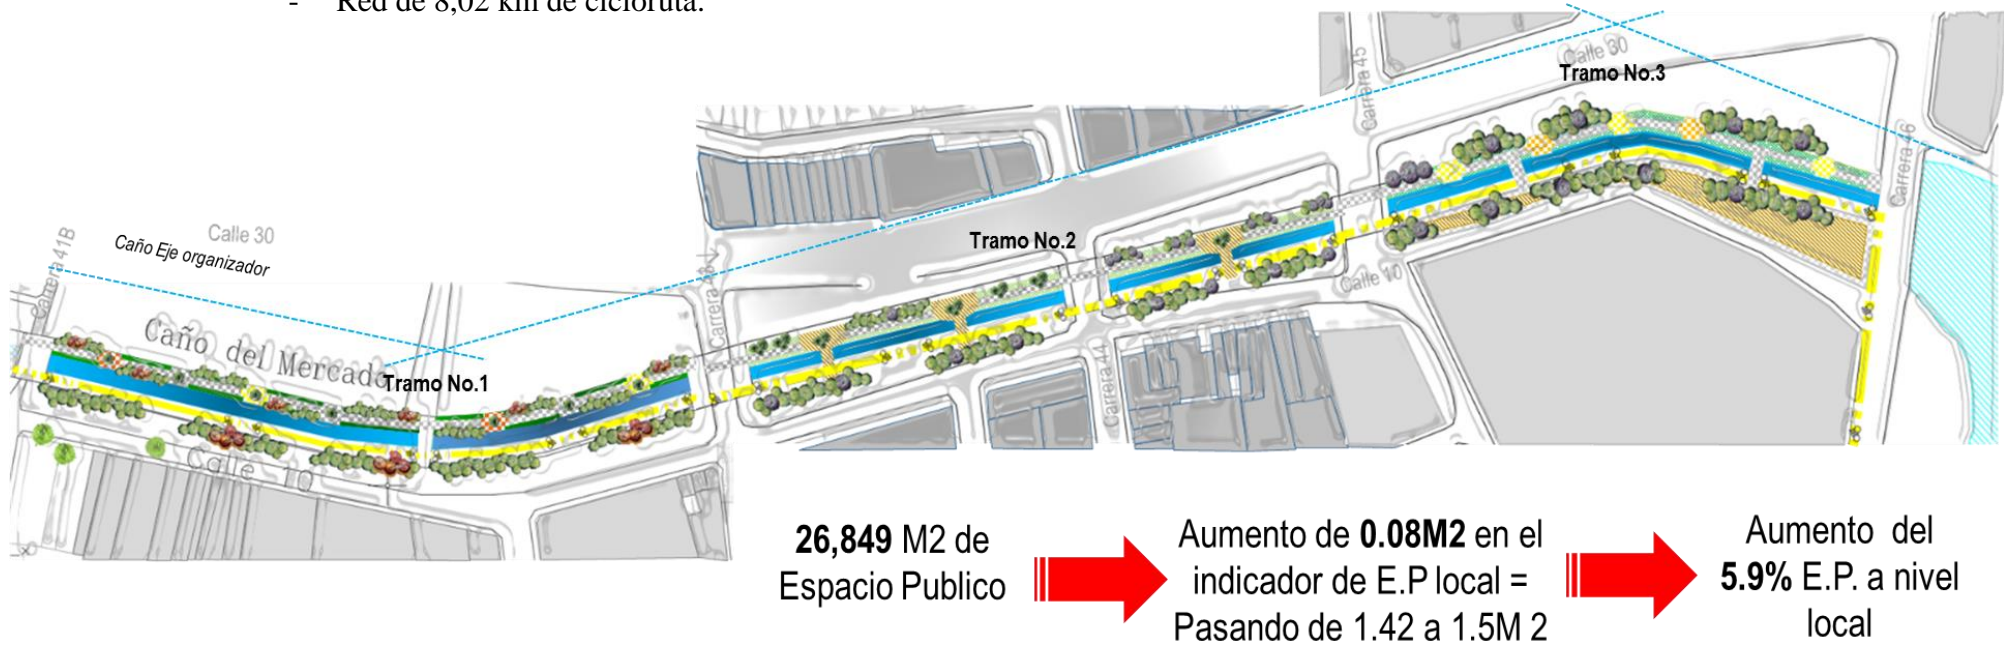 - Red de 8,02 km de cicloruta.
Calle 30
Tramo No.3
Carrera 45
Carrera 46
Calle 30
Caño Eje organizador
Carrera 41B
Tramo No.2
Calle 10
Carrera
Caño del Mercado
Tramo No.1
Carrera 44
Calle 10
26,849 M2 de
Espacio Publico
Aumento de 0.08M2 en el
indicador de E.P local =
Pasando de 1.42 a 1.5M 2
Aumento del
5.9% E.P. a nivel
local